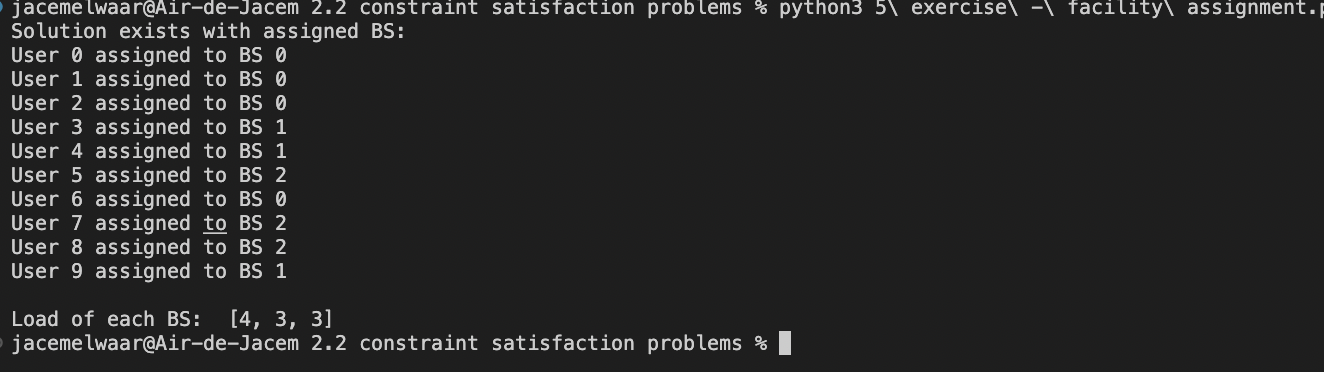 jacemelwaar@Air-de-Jacem 2.2 constraint satisfaction problems % python3 5\ exercise\ -\ facility\ assignment.p
Solution exists with assigned BS:
User 0 assigned to BS 0
User 1 assigned to BS 0
User 2 assigned to BS 0
User 3 assigned to BS 1
User 4 assigned to BS 1
User 5 assigned to BS 2
User 6 assigned to BS 0
User 7 assigned to BS 2
User 8 assigned to BS 2
User 9 assigned to BS 1
Load of each BS:  [4, 3, 3]
jacemelwaar@Air-de-Jacem 2.2 constraint satisfaction problems %